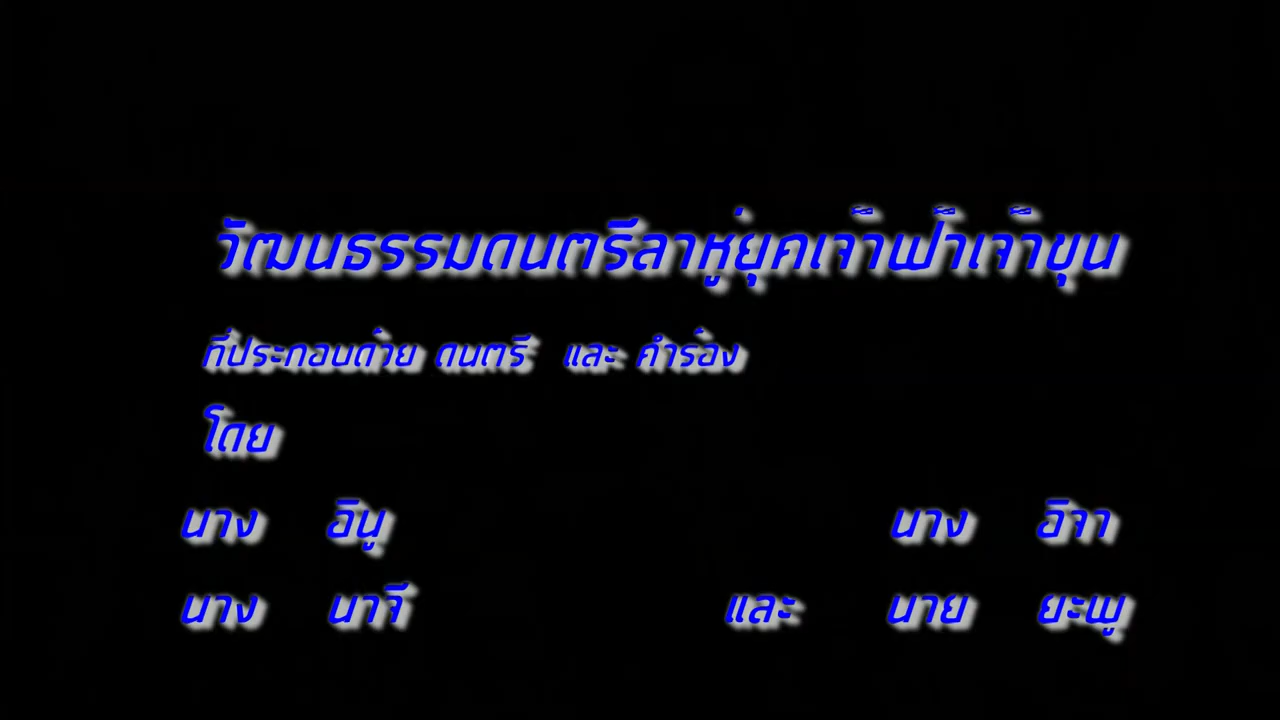 วัฒนธรรมดนตรีลาหู่ยุคเจ้าฟ้าเจ้าขุน
ที่ประกอบด้วย ดนตรี และ คำร้อง
โดย
นาง อินู นาง อิจา
นาง นาจี และ นาย ยะพู